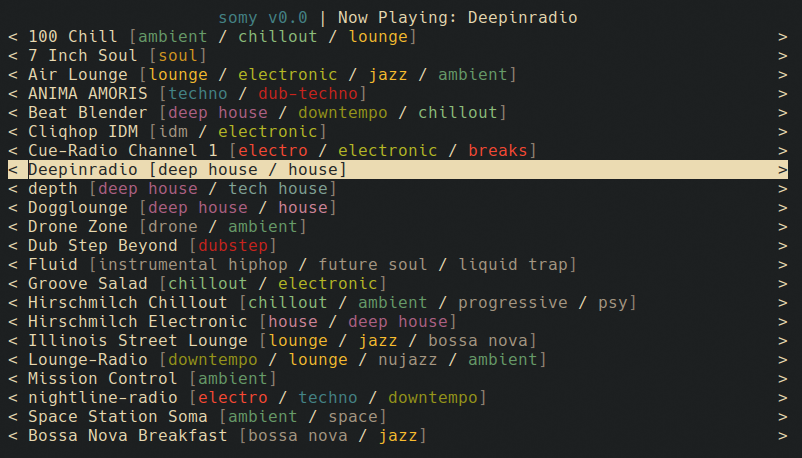 somy v0.0 | Now Playing: Deepinradio
< 100 Chill [ambient / chillout / lounge] >
< 7 Inch Soul [soul] >
< Air Lounge [lounge / electronic / jazz / ambient] >
< ANIMA AMORIS [techno / dub-techno] >
< Beat Blender [deep house / downtempo / chillout] >
< Cliqhop IDM [idm / electronic] >
< Cue-Radio Channel 1 [electro / electronic / breaks] >
< Deepinradio [deep house / house] >
< depth [deep house / tech house] >
< Dogglounge [deep house / house] >
< Drone Zone [drone / ambient] >
< Dub Step Beyond [dubstep] >
< Fluid [instrumental hiphop / future soul / liquid trap] >
< Groove Salad [chillout / electronic] >
< Hirschmilch Chillout [chillout / ambient / progressive / psy] >
< Hirschmilch Electronic [house / deep house] >
< Illinois Street Lounge [lounge / jazz / bossa nova] >
< Lounge-Radio [downtempo / lounge / nujazz / ambient] >
< Mission Control [ambient] >
< nightline-radio [electro / techno / downtempo] >
< Space Station Soma [ambient / space] >
< Bossa Nova Breakfast [bossa nova / jazz] >